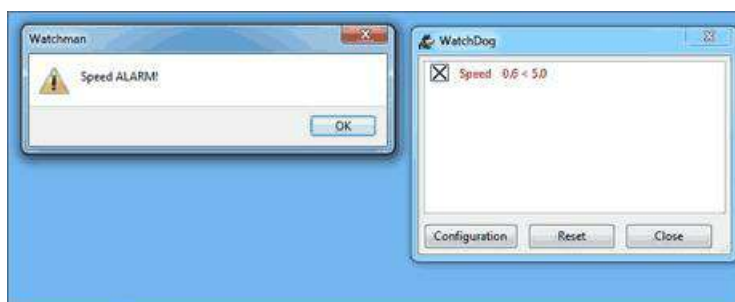 Watchman
Speed ALARM!
OK
WatchDog
Speed 0.6 < 5.0
Configuration
Reset
Close